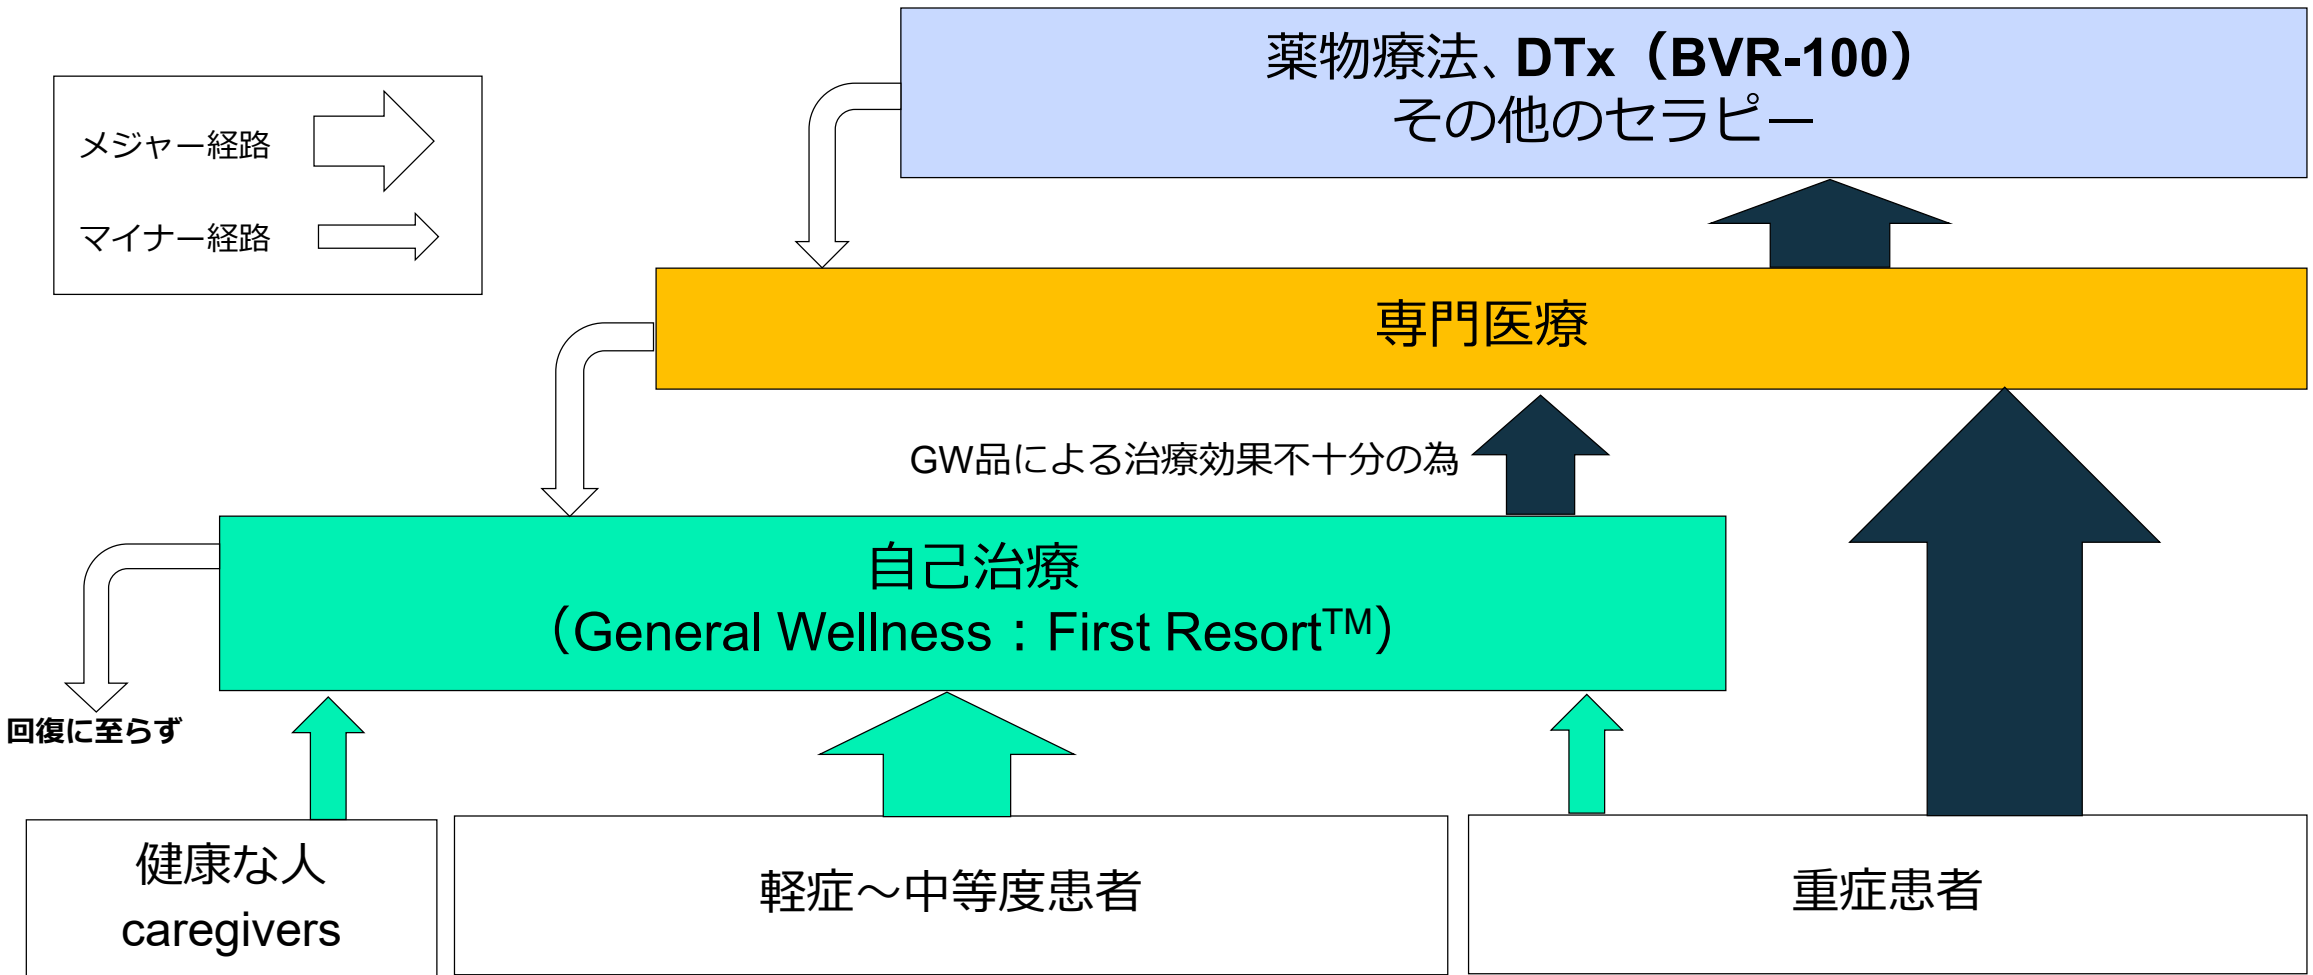 薬物療法、DTx（BVR-100）
その他のセラピー
メジャー経路
マイナー経路
専門医療
GW品による治療効果不十分の為
自己治療
（General Wellness：First Resort™）
回復に至らず
健康な人
caregivers
軽症～中等度患者
重症患者